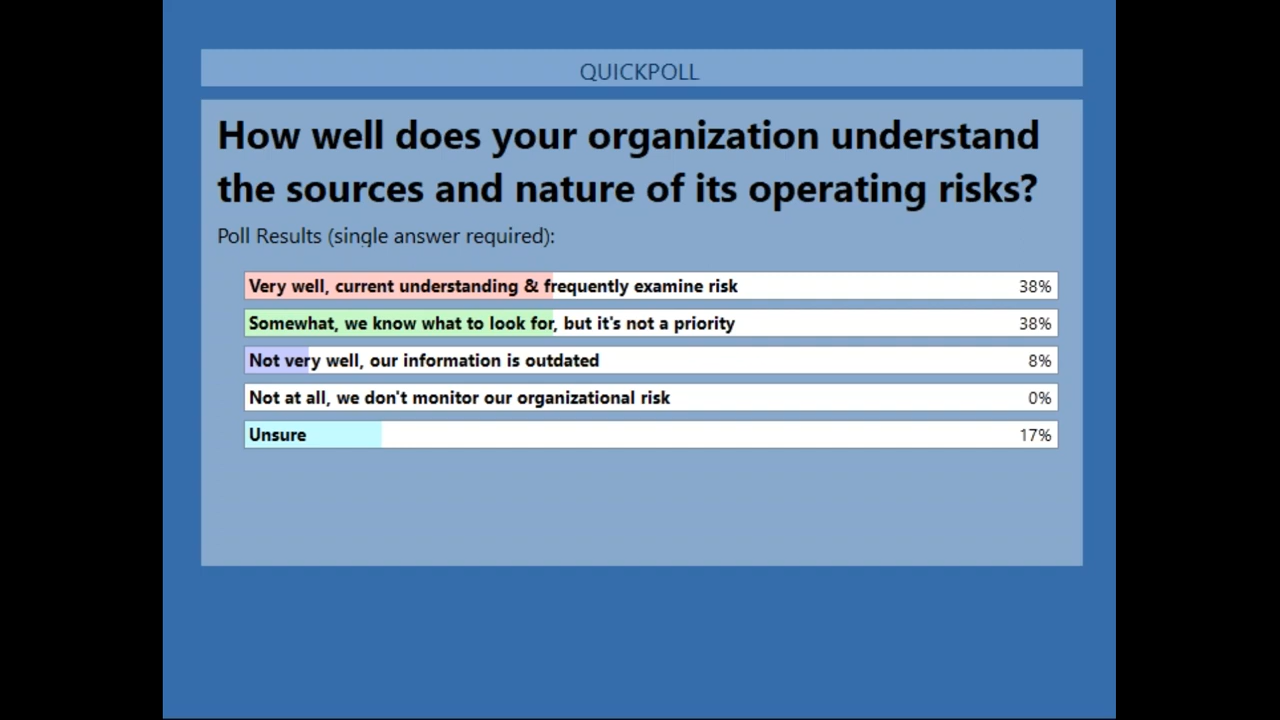 QUICKPOLL
How well does your organization understand
the sources and nature of its operating risks?
Poll Results (single answer required):
Very well, current understanding & frequently examine risk 38%
Somewhat, we know what to look for, but it's not a priority 38%
Not very well, our information is outdated 8%
Not at all, we don't monitor our organizational risk 0%
Unsure 17%